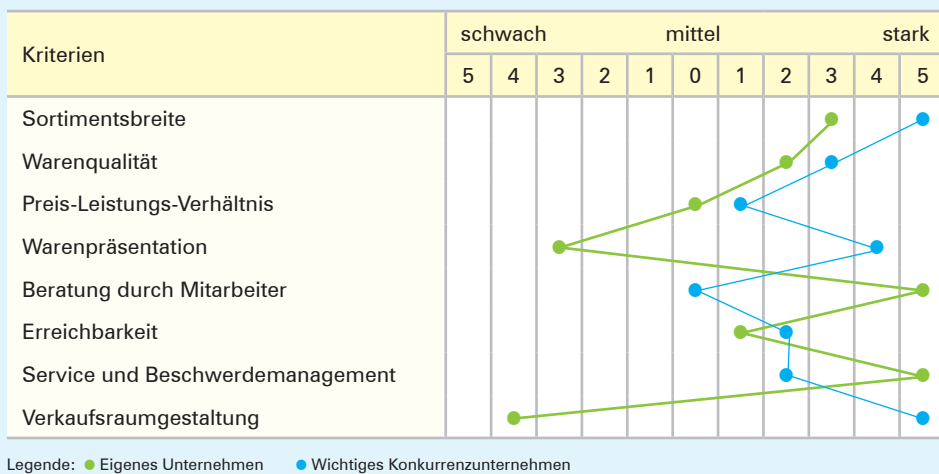 Kriterien
schwach mittel stark
5 4 3 2 1 0 1 2 3 4 5
Sortimentsbreite
Warenqualität
Preis-Leistungs-Verhältnis
Warenpräsentation
Beratung durch Mitarbeiter
Erreichbarkeit
Service und Beschwerdemanagement
Verkaufsraumgestaltung
Legende: Eigenes Unternehmen Wichtiges Konkurrenzunternehmen